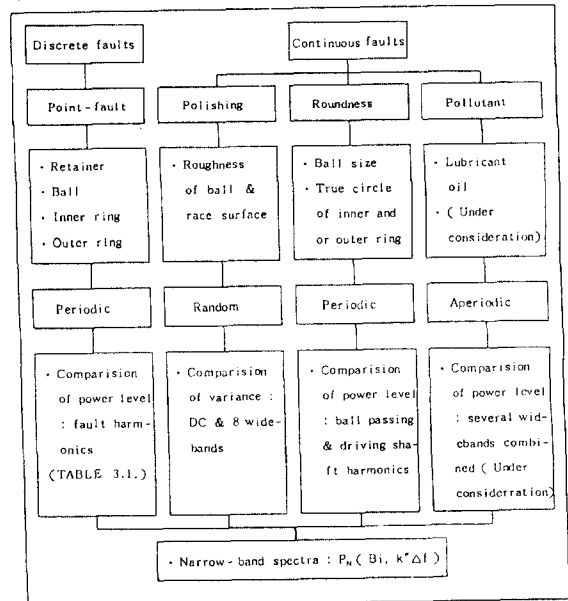 Discrete faults
Continuous faults
Point-fault
Polishing
Roundness
Pollutant
· Retainer
· Ball
· Inner ring
· Outer ring
· Roughness
of ball &
race surface
· Ball size
· True circle
of inner and
or outer ring
· Lubricant
oil
· ( Under
consideration)
Periodic
Random
Periodic
Aperiodic
· Comparision
of power level
: fault harm-
onics
(TABLE 3.1.)
· Comparision
of variance :
DC & 8 wide-
bands
· Comparision
of power level
: ball passing
& driving sha-
ft harmonics
· Comparision
of power level
: several wid-
ebands comb-
ined ( Under
considerration)
· Narrow-band spectra : P_N ( Bi, k″Δf)